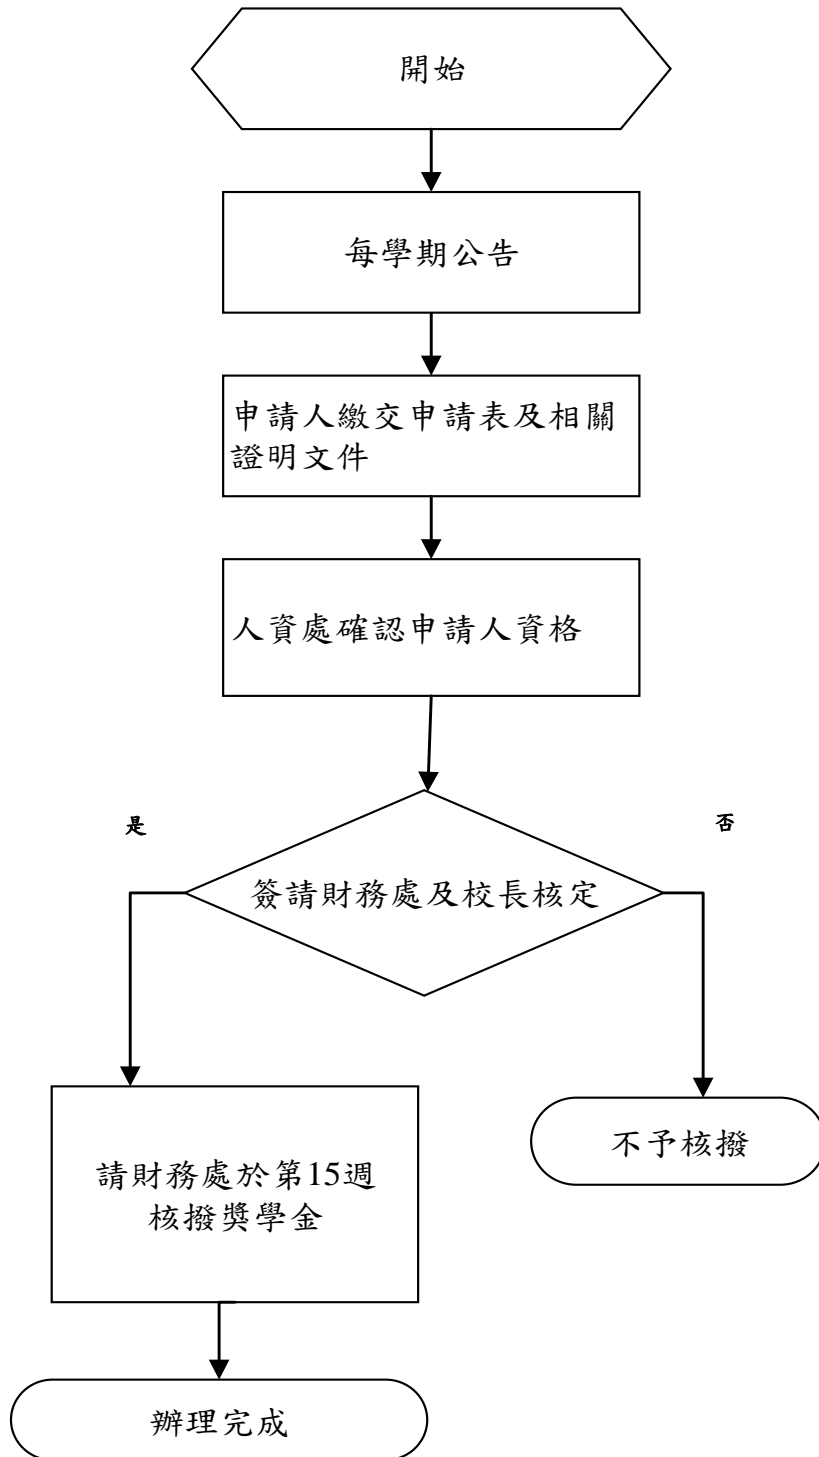 開始
每學期公告
申請人繳交申請表及相關
證明文件
人資處確認申請人資格
是
否
簽請財務處及校長核定
請財務處於第15週
核撥獎學金
不予核撥
辦理完成